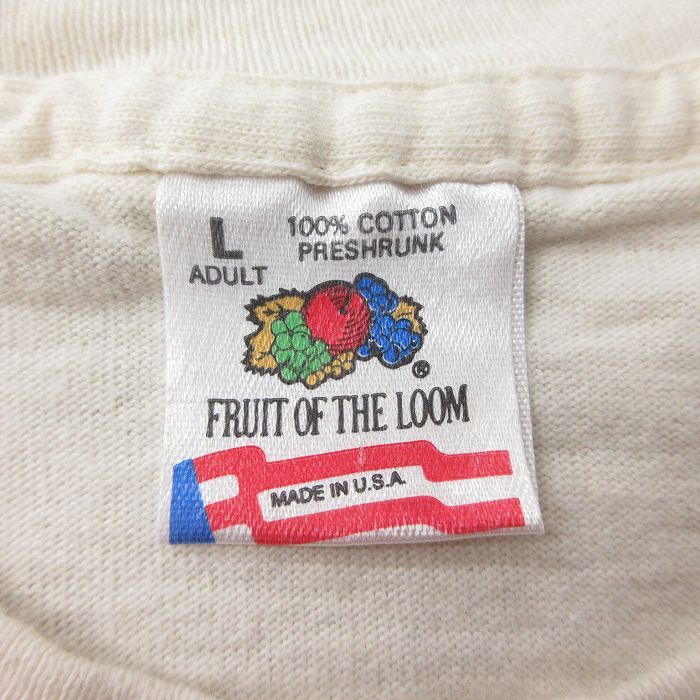 L
ADULT
100% COTTON
PRESHRUNK
®
FRUIT OF THE LOOM
MADE IN U.S.A.